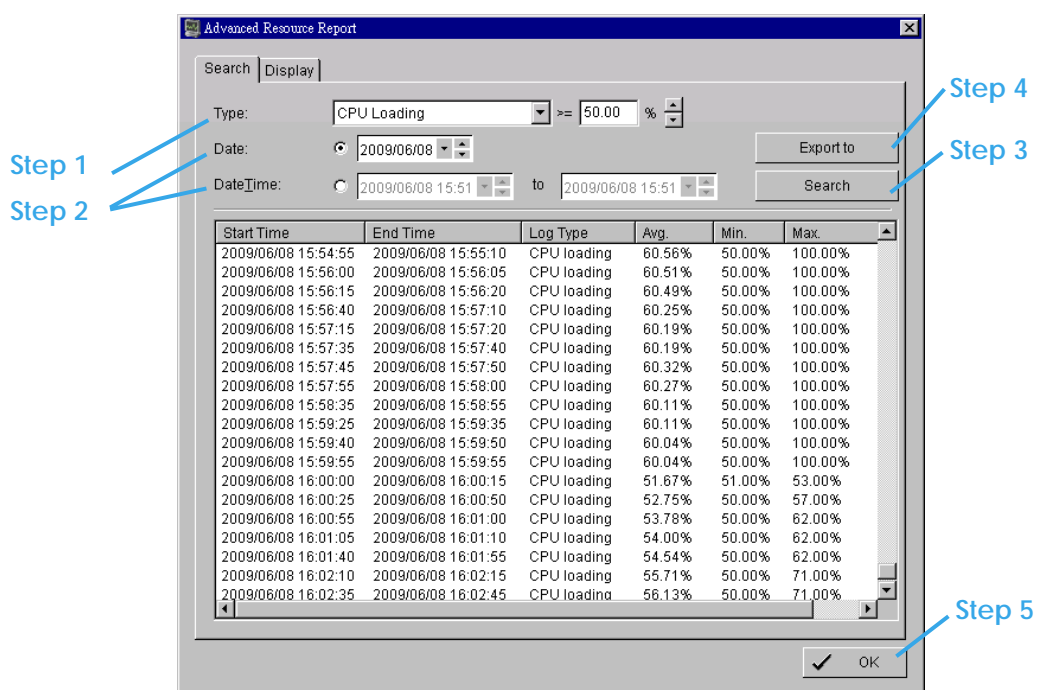 Advanced Resource Report
Search Display
Step 4
Type: CPU Loading >= 50.00 %
Step 1
Date: 2009/06/08 Export to
Step 3
Step 2
DateTime: 2009/06/08 15:51 to 2009/06/08 15:51 Search
Start Time End Time Log Type Avg. Min. Max.
2009/06/08 15:54:55 2009/06/08 15:55:10 CPU loading 60.56% 50.00% 100.00%
2009/06/08 15:56:00 2009/06/08 15:56:05 CPU loading 60.51% 50.00% 100.00%
2009/06/08 15:56:15 2009/06/08 15:56:20 CPU loading 60.49% 50.00% 100.00%
2009/06/08 15:56:40 2009/06/08 15:57:10 CPU loading 60.25% 50.00% 100.00%
2009/06/08 15:57:15 2009/06/08 15:57:20 CPU loading 60.19% 50.00% 100.00%
2009/06/08 15:57:35 2009/06/08 15:57:40 CPU loading 60.19% 50.00% 100.00%
2009/06/08 15:57:45 2009/06/08 15:57:50 CPU loading 60.32% 50.00% 100.00%
2009/06/08 15:57:55 2009/06/08 15:58:00 CPU loading 60.27% 50.00% 100.00%
2009/06/08 15:58:35 2009/06/08 15:58:55 CPU loading 60.11% 50.00% 100.00%
2009/06/08 15:59:25 2009/06/08 15:59:35 CPU loading 60.11% 50.00% 100.00%
2009/06/08 15:59:40 2009/06/08 15:59:50 CPU loading 60.04% 50.00% 100.00%
2009/06/08 15:59:55 2009/06/08 15:59:55 CPU loading 60.04% 50.00% 100.00%
2009/06/08 16:00:00 2009/06/08 16:00:15 CPU loading 51.67% 51.00% 53.00%
2009/06/08 16:00:25 2009/06/08 16:00:50 CPU loading 52.75% 50.00% 57.00%
2009/06/08 16:00:55 2009/06/08 16:01:00 CPU loading 53.78% 50.00% 62.00%
2009/06/08 16:01:05 2009/06/08 16:01:10 CPU loading 54.00% 50.00% 62.00%
2009/06/08 16:01:40 2009/06/08 16:01:55 CPU loading 54.54% 50.00% 62.00%
2009/06/08 16:02:10 2009/06/08 16:02:15 CPU loading 55.71% 50.00% 71.00%
2009/06/08 16:02:35 2009/06/08 16:02:45 CPU loading 56.13% 50.00% 71.00%
Step 5
OK